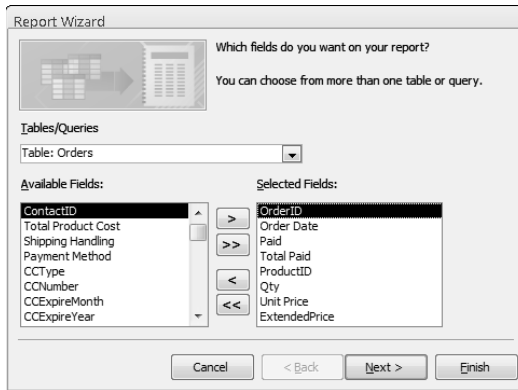 Report Wizard
Which fields do you want on your report?
You can choose from more than one table or query.
Tables/Queries
Table: Orders
Available Fields:
ContactID
Total Product Cost
Shipping Handling
Payment Method
CCType
CCNumber
CCExpireMonth
CCExpireYear
>
>>
<
<<
Selected Fields:
OrderID
Order Date
Paid
Total Paid
ProductID
Qty
Unit Price
ExtendedPrice
Cancel
< Back
Next >
Finish